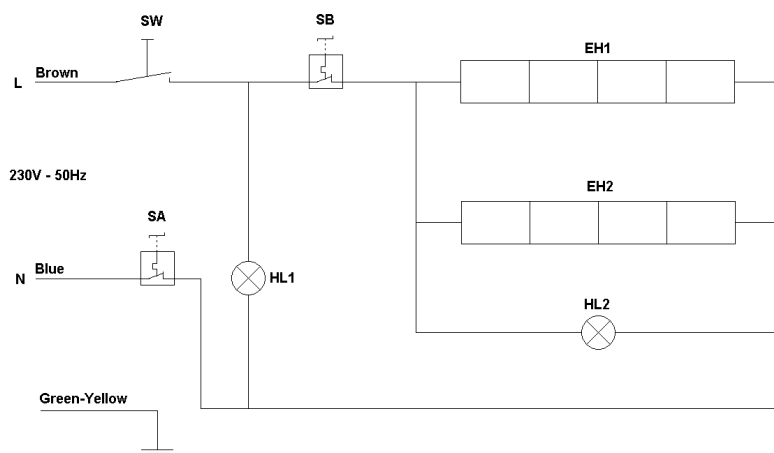 SW
SB
EH1
L
Brown
230V - 50Hz
EH2
SA
N
Blue
HL1
HL2
Green-Yellow